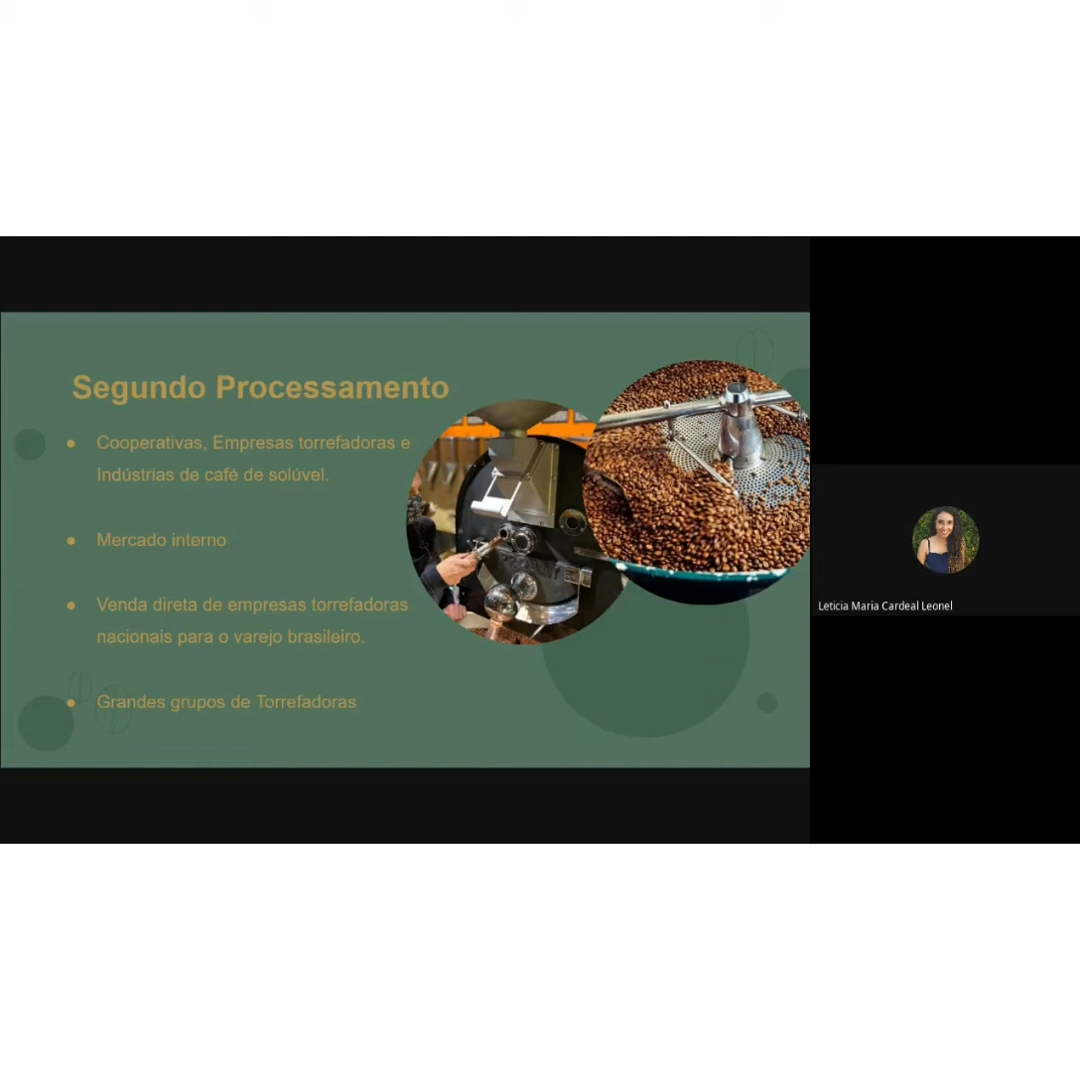 Segundo Processamento
● Cooperativas, Empresas torrefadoras e
Indústrias de café de solúvel.
● Mercado interno
● Venda direta de empresas torrefadoras
nacionais para o varejo brasileiro.
● Grandes grupos de Torrefadoras
Leticia Maria Cardeal Leonel